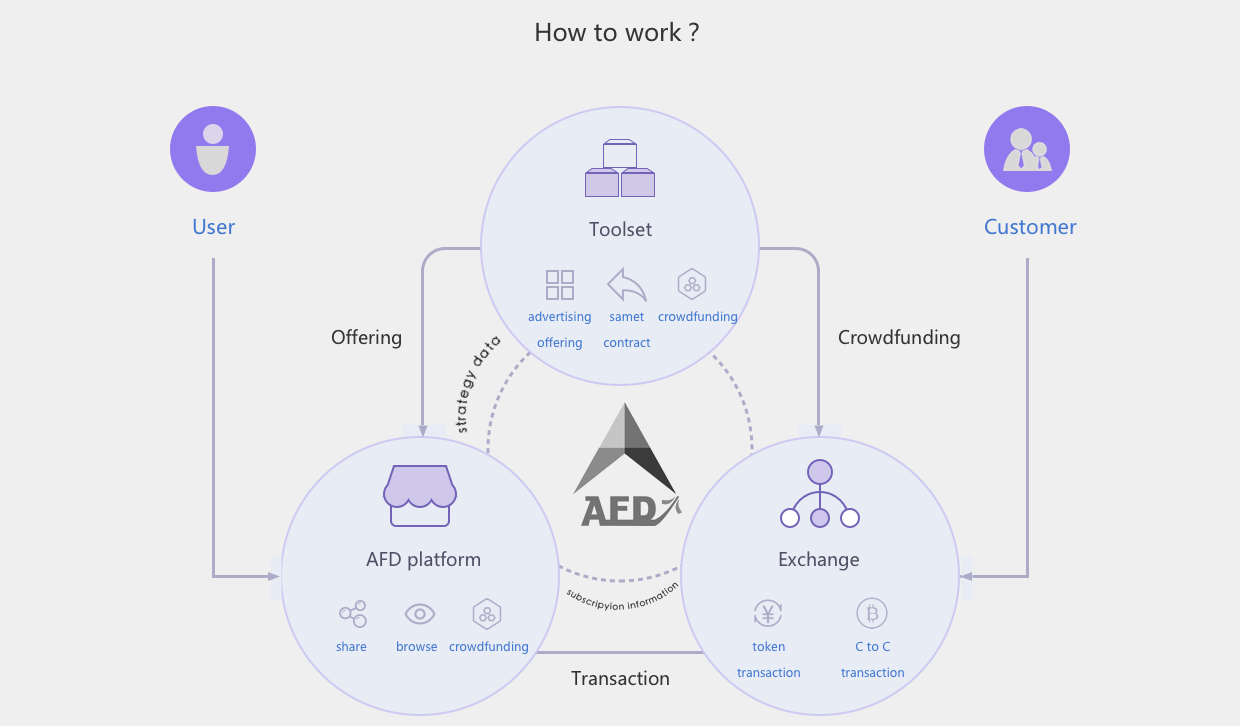 How to work ?
User
Customer
Toolset
advertising
offering
samet
contract
crowdfunding
Offering
Crowdfunding
strategy data
AFD
AFD platform
share
browse
crowdfunding
subscripyion information
Exchange
token
transaction
C to C
transaction
Transaction